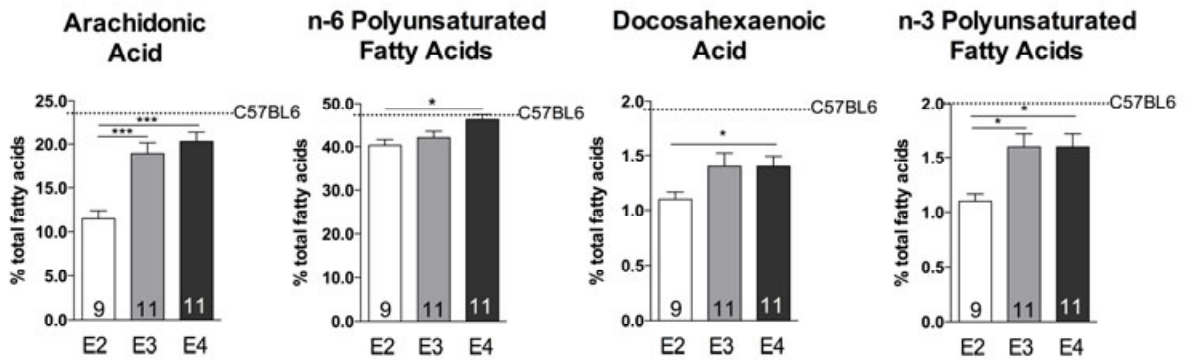 Arachidonic
Acid
25.0
20.0
15.0
10.0
5.0
0.0
% total fatty acids
C57BL6
***
***
9
11
11
E2
E3
E4
n-6 Polyunsaturated
Fatty Acids
50.0
40.0
30.0
20.0
10.0
0.0
% total fatty acids
C57BL6
*
9
11
11
E2
E3
E4
Docosahexaenoic
Acid
2.0
1.5
1.0
0.5
0.0
% total fatty acids
C57BL6
*
9
11
11
E2
E3
E4
n-3 Polyunsaturated
Fatty Acids
2.0
1.5
1.0
0.5
0.0
% total fatty acids
C57BL6
*
*
9
11
11
E2
E3
E4